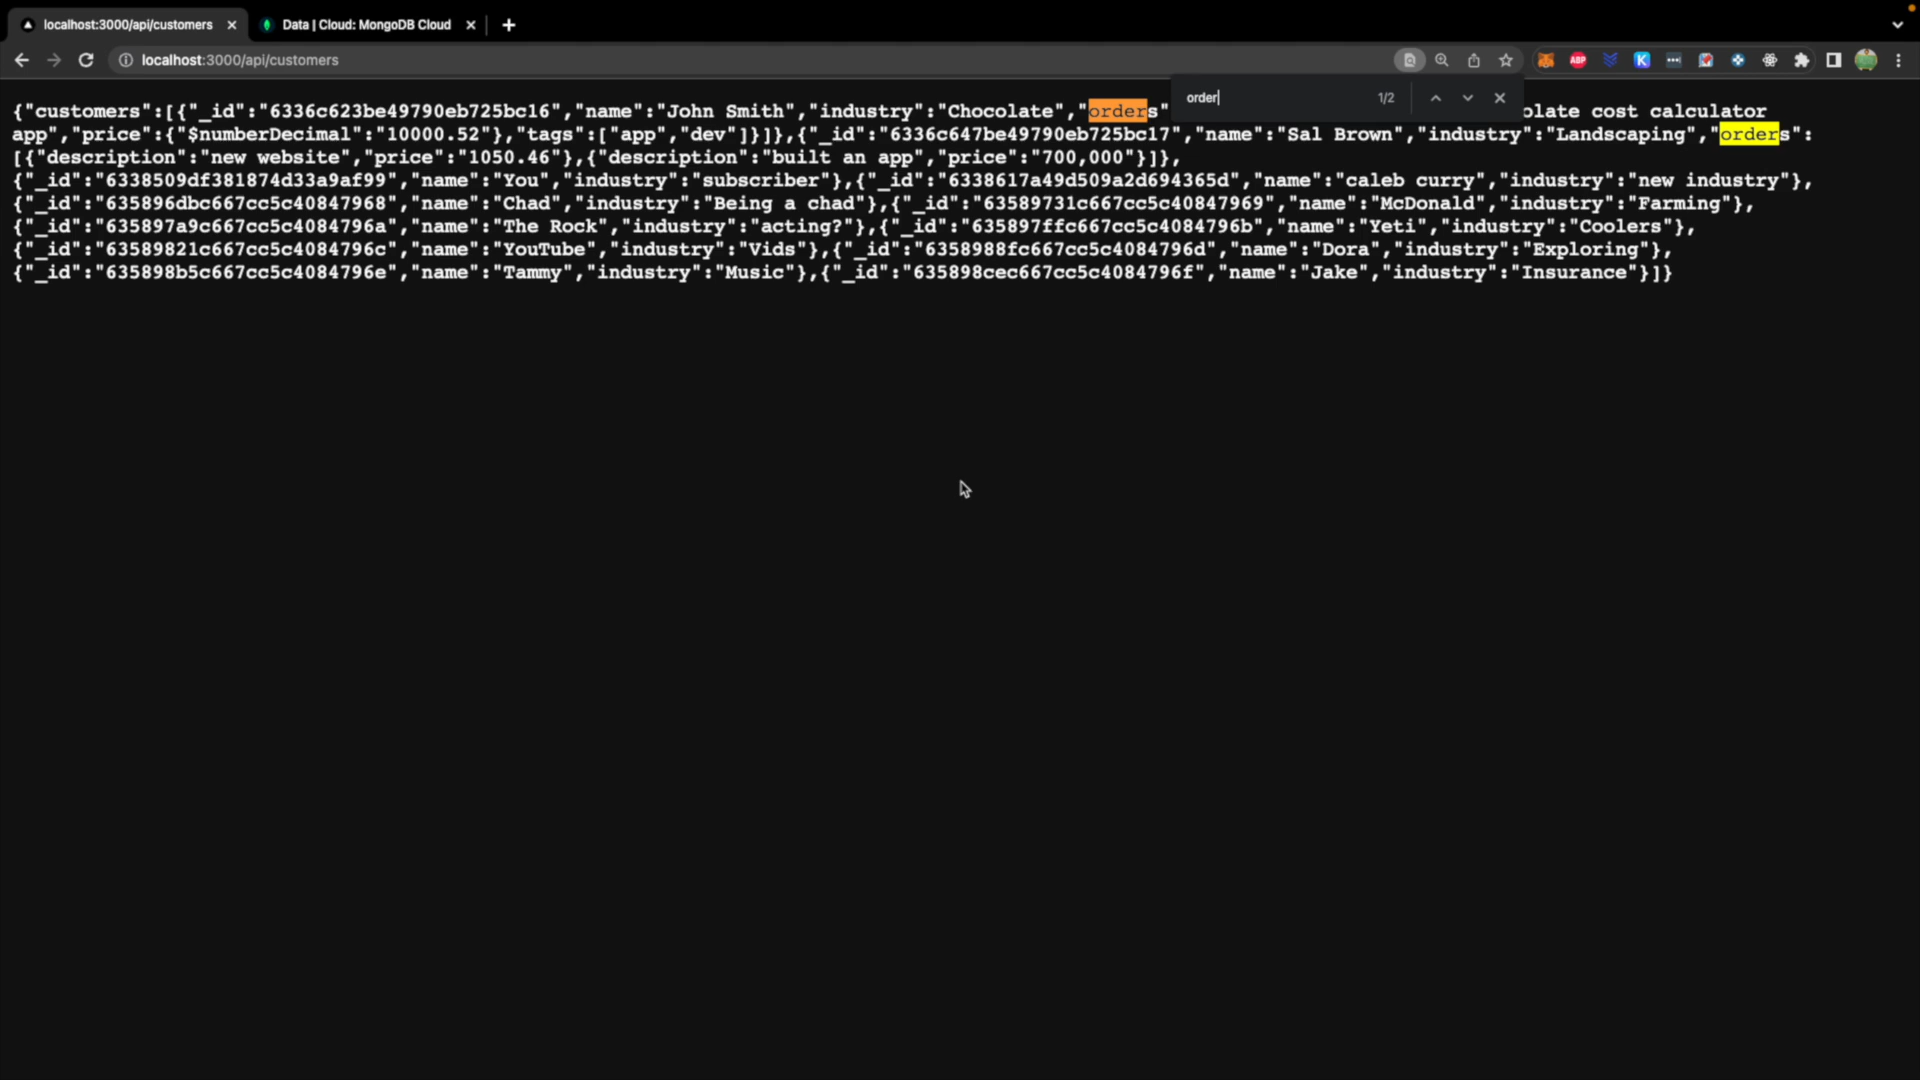 localhost:3000/api/customers
Data | Cloud: MongoDB Cloud
localhost:3000/api/customers
ABP
K
order
1/2
{"customers":[{"_id":"6336c623be49790eb725bc16","name":"John Smith","industry":"Chocolate","orders" olate cost calculator
app","price":{"$numberDecimal":"10000.52"},"tags":["app","dev"]}]},{"_id":"6336c647be49790eb725bc17","name":"Sal Brown","industry":"Landscaping","orders":
[{"description":"new website","price":"1050.46"},{"description":"built an app","price":"700,000"}]},
{"_id":"6338509df381874d33a9af99","name":"You","industry":"subscriber"},{"_id":"6338617a49d509a2d694365d","name":"caleb curry","industry":"new industry"},
{"_id":"635896dbc667cc5c40847968","name":"Chad","industry":"Being a chad"},{"_id":"63589731c667cc5c40847969","name":"McDonald","industry":"Farming"},
{"_id":"635897a9c667cc5c4084796a","name":"The Rock","industry":"acting?"},{"_id":"635897ffc667cc5c4084796b","name":"Yeti","industry":"Coolers"},
{"_id":"63589821c667cc5c4084796c","name":"YouTube","industry":"Vids"},{"_id":"6358988fc667cc5c4084796d","name":"Dora","industry":"Exploring"},
{"_id":"635898b5c667cc5c4084796e","name":"Tammy","industry":"Music"},{"_id":"635898cec667cc5c4084796f","name":"Jake","industry":"Insurance"}]}